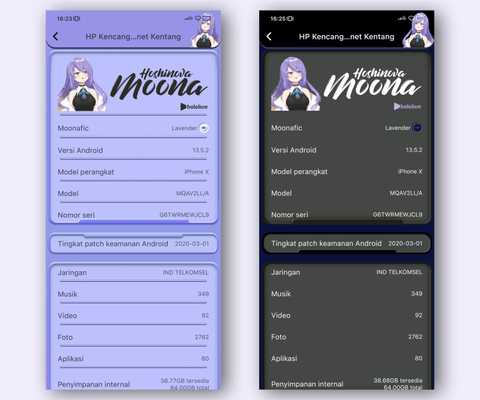 16:23
HP Kencang...net Kentang
Hoshinova
Moona
hololive
Moonafic Lavender
Versi Android 13.5.2
Model perangkat iPhone X
Model MQAV2LL/A
Nomor seri G6TWRMEWJCL9
Tingkat patch keamanan Android 2020-03-01
Jaringan IND TELKOMSEL
Musik 349
Video 92
Foto 2762
Aplikasi 80
Penyimpanan internal 38.77GB tersedia
64.00GB total
16:25
HP Kencang...net Kentang
Hoshinova
Moona
hololive
Moonafic Lavender
Versi Android 13.5.2
Model perangkat iPhone X
Model MQAV2LL/A
Nomor seri G6TWRMEWJCL9
Tingkat patch keamanan Android 2020-03-01
Jaringan IND TELKOMSEL
Musik 349
Video 92
Foto 2762
Aplikasi 80
Penyimpanan internal 38.68GB tersedia
64.00GB total